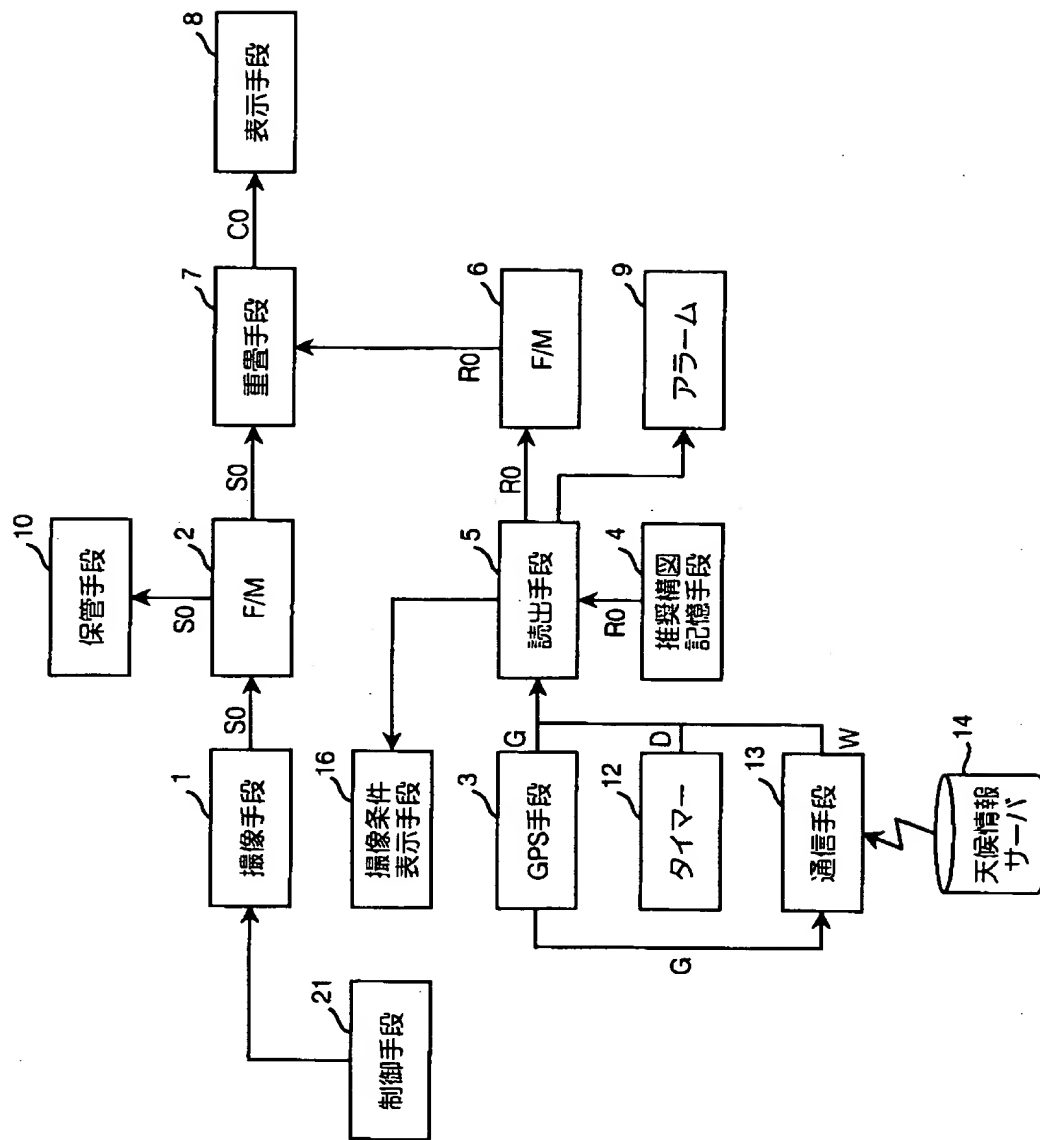 8
表示手段
C0
7
重畳手段
6
F/M
R0
9
アラーム
S0
10
保管手段
2
F/M
S0
R0
5
読出手段
4
推奨構図
記憶手段
R0
S0
1
撮像手段
16
撮像条件
表示手段
3
GPS手段
G
12
タイマー
D
13
通信手段
W
14
天候情報
サーバ
G
21
制御手段